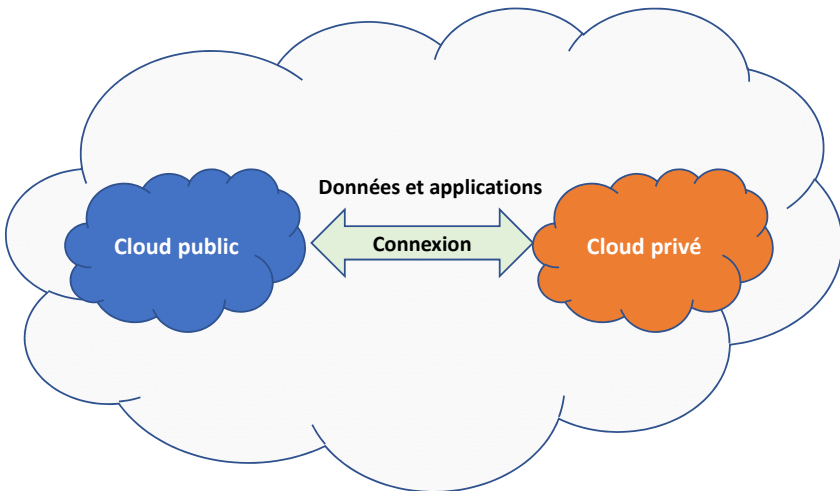 Données et applications
Cloud public
Connexion
Cloud privé